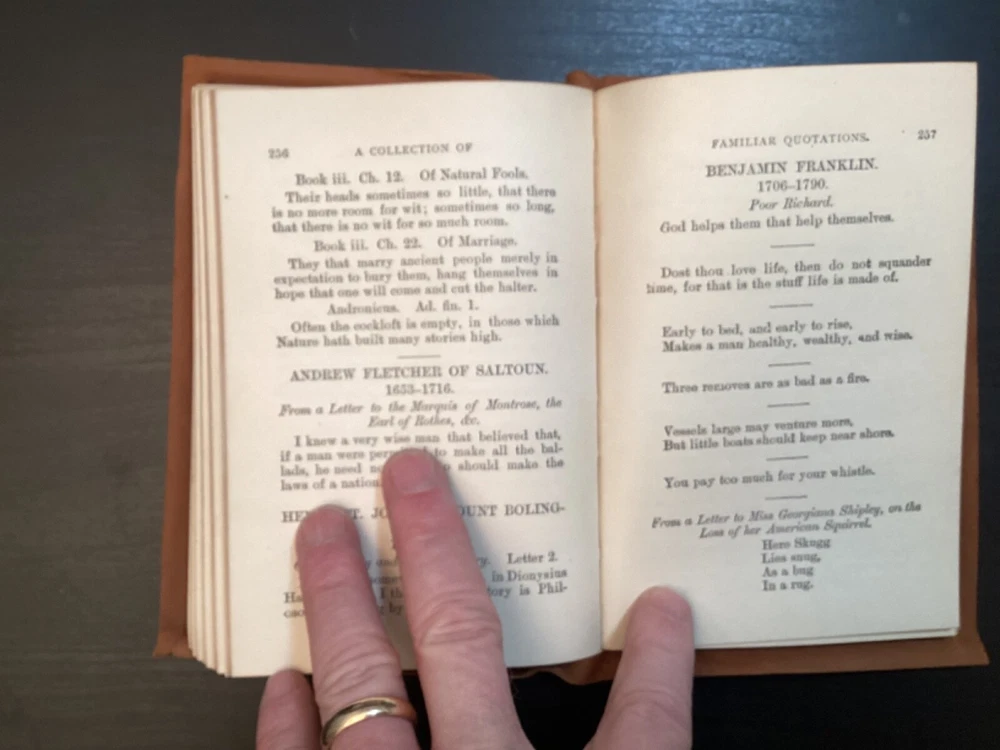 256 A COLLECTION OF
Book iii. Ch. 12. Of Natural Fools.
Their heads sometimes so little, that there
is no more room for wit; sometimes so long,
that there is no wit for so much room.
Book iii. Ch. 22. Of Marriage.
They that marry ancient people merely in
expectation to bury them, hang themselves in
hope that one will come and cut the halter.
Andronicus. Ad. fin. 1.
Often the cockloft is empty, in those which
Nature hath built many stories high.
ANDREW FLETCHER OF SALTOUN.
1653–1716.
From a Letter to the Marquis of Montrose, the
Earl of Rothes, &c.
I knew a very wise man that believed that,
if a man were to make all the bal-
lads, he need should make the
laws of a nation.
BOLING-
Letter 2.
in Dionysius
is Phil-
by
FAMILIAR QUOTATIONS. 257
BENJAMIN FRANKLIN.
1706–1790.
Poor Richard.
God helps them that help themselves.
Dost thou love life, then do not squander
time, for that is the stuff life is made of.
Early to bed, and early to rise,
Makes a man healthy, wealthy, and wise.
Three removes are as bad as a fire.
Vessels large may venture more,
But little boats should keep near shore.
You pay too much for your whistle.
From a Letter to Miss Georgiana Shipley, on the
Loss of her American Squirrel.
Here Skugg
Lies snug,
As a bug
In a rug.